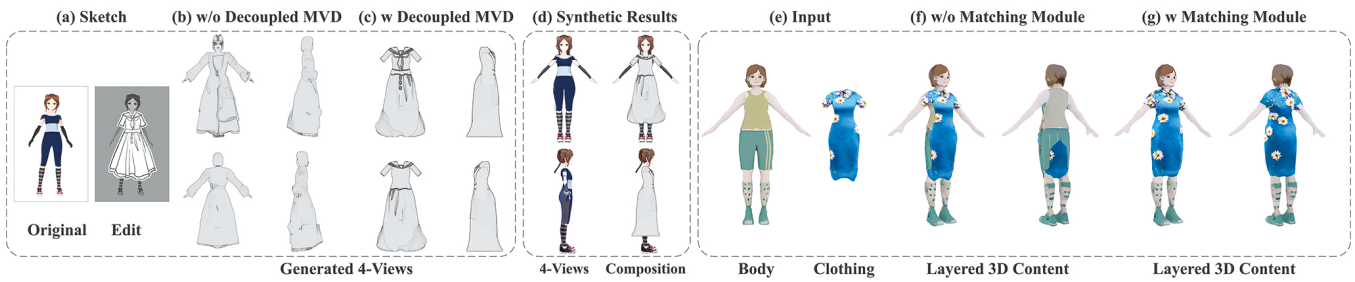 (a) Sketch (b) w/o Decoupled MVD (c) w Decoupled MVD (d) Synthetic Results (e) Input (f) w/o Matching Module (g) w Matching Module
Original Edit
Generated 4-Views 4-Views Composition Body Clothing Layered 3D Content Layered 3D Content